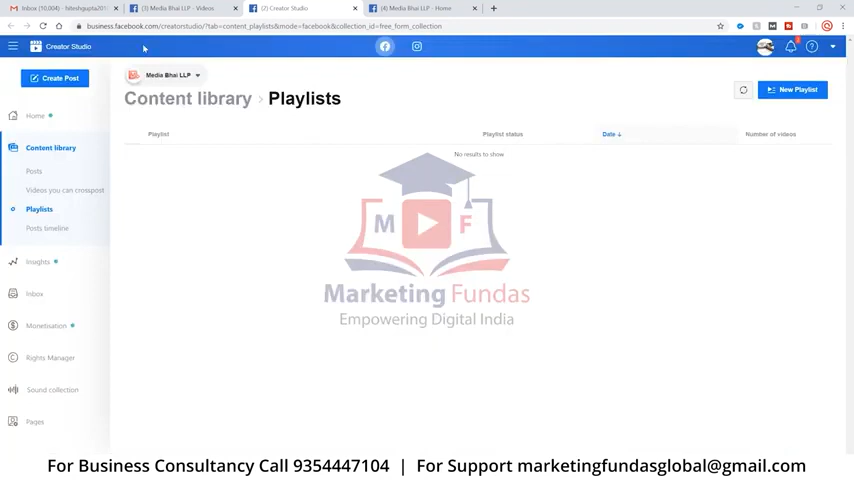 Inbox (10,004) - hiteshgupta201
(3) Media Bhai LLP - Videos
(2) Creator Studio
(4) Media Bhai LLP - Home
business.facebook.com/creatorstudio/?tab=content_playlists&mode=facebook&collection_id=free_form_collection
Creator Studio
Create Post
Media Bhai LLP
Content library > Playlists
New Playlist
Home
Playlist
Playlist status
Date ↓
Number of videos
Content library
No results to show
Posts
Videos you can crosspost
Playlists
Posts timeline
M F
Insights
Inbox
Marketing Fundas
Empowering Digital India
Monetisation
Rights Manager
Sound collection
Pages
For Business Consultancy Call 9354447104 | For Support marketingfundasglobal@gmail.com